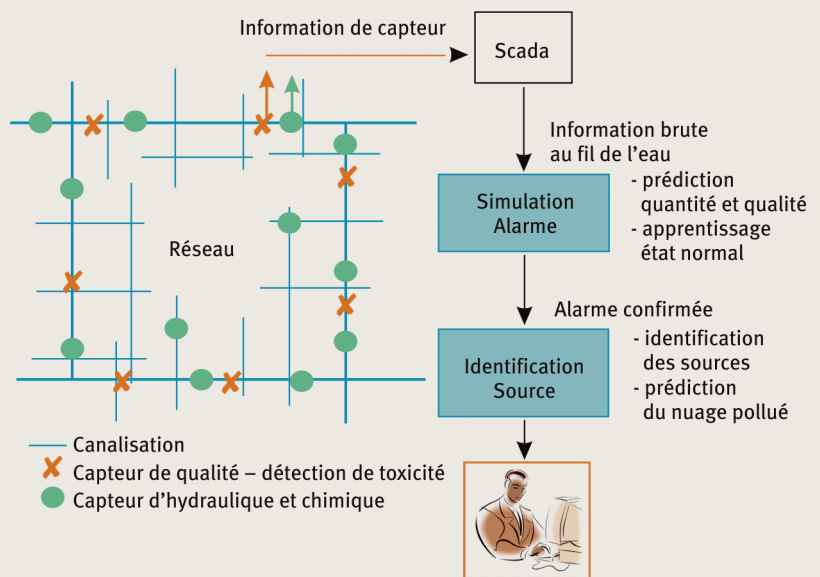 Information de capteur
Scada
Information brute
au fil de l'eau
- prédiction
quantité et qualité
- apprentissage
état normal
Simulation
Alarme
Réseau
Alarme confirmée
- identification
des sources
- prédiction
du nuage pollué
Identification
Source
Canalisation
Capteur de qualité – détection de toxicité
Capteur d'hydraulique et chimique